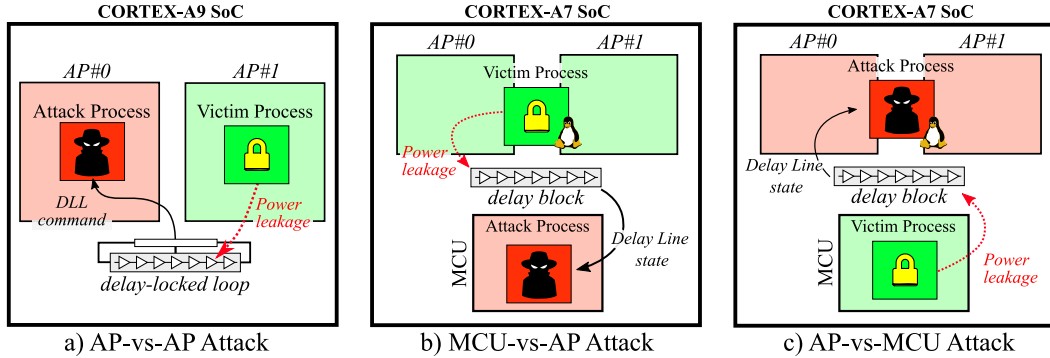 CORTEX-A9 SoC
AP#0
AP#1
Attack Process
Victim Process
DLL
command
Power
leakage
delay-locked loop
a) AP-vs-AP Attack
CORTEX-A7 SoC
AP#0
AP#1
Victim Process
Power
leakage
delay block
Attack Process
Delay Line
state
MCU
b) MCU-vs-AP Attack
CORTEX-A7 SoC
AP#0
AP#1
Attack Process
Delay Line
state
delay block
Victim Process
MCU
Power
leakage
c) AP-vs-MCU Attack